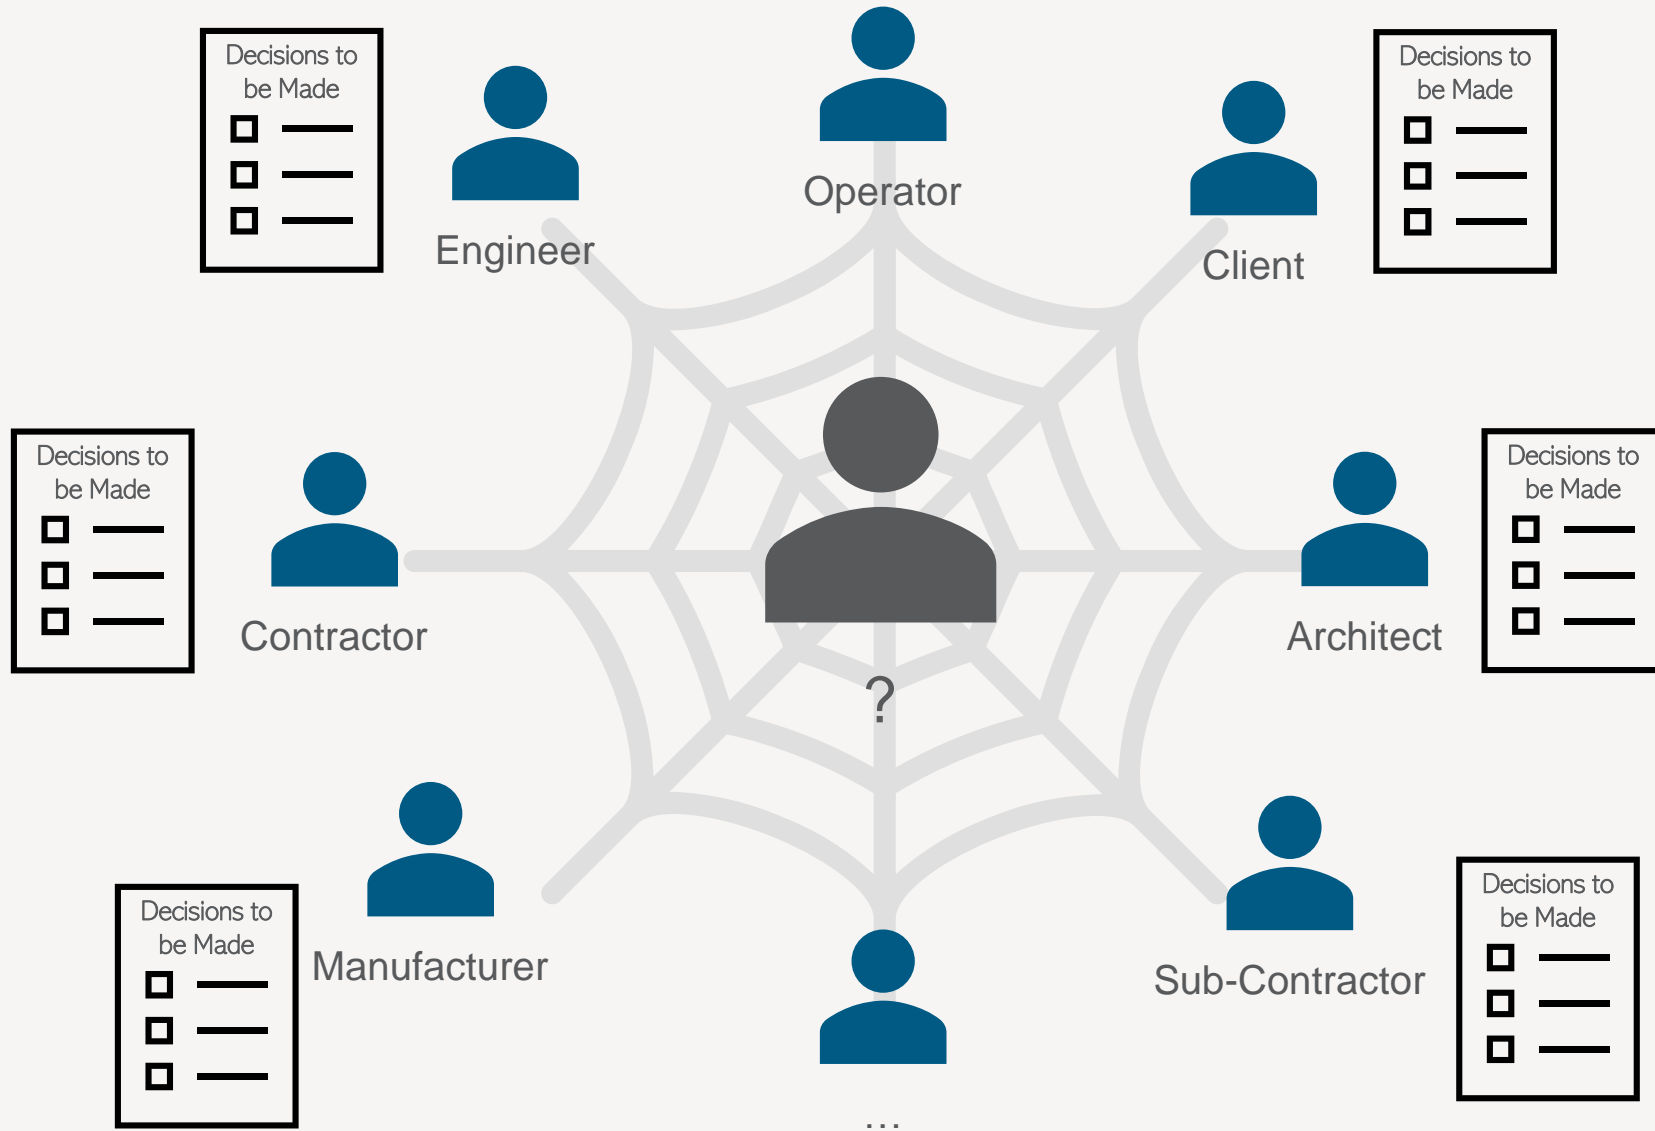 Decisions to
be Made
Engineer
Operator
Client
Decisions to
be Made
Decisions to
be Made
Contractor
?
Architect
Decisions to
be Made
Decisions to
be Made
Manufacturer
...
Sub-Contractor
Decisions to
be Made